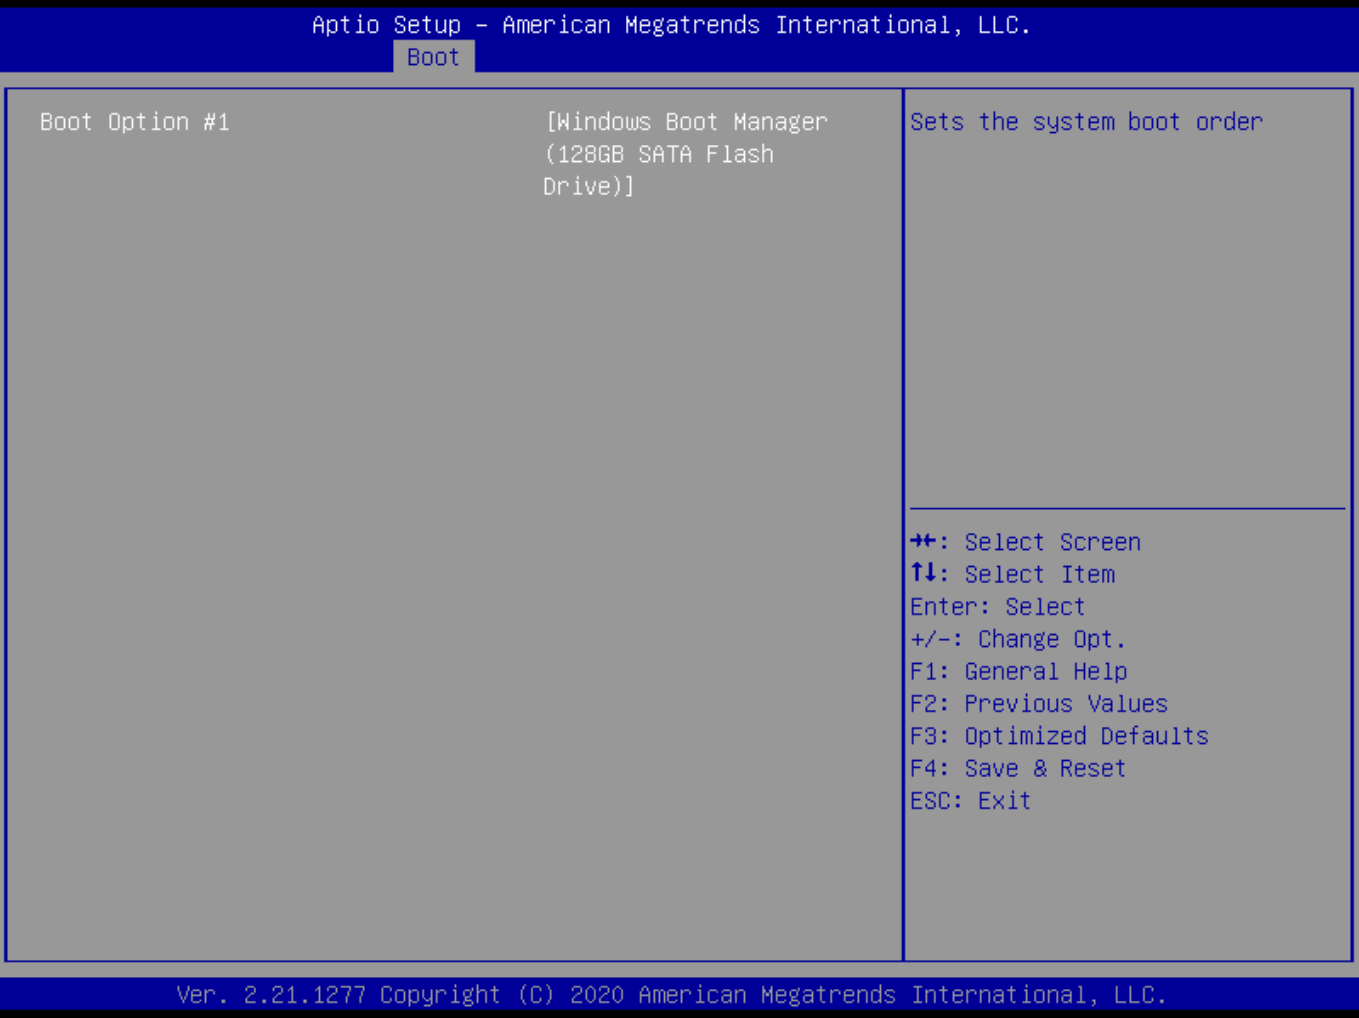 Aptio Setup - American Megatrends International, LLC.
Boot
Boot Option #1
[Windows Boot Manager
(128GB SATA Flash
Drive)]
Sets the system boot order
→←: Select Screen
↑↓: Select Item
Enter: Select
+/-: Change Opt.
F1: General Help
F2: Previous Values
F3: Optimized Defaults
F4: Save & Reset
ESC: Exit
Ver. 2.21.1277 Copyright (C) 2020 American Megatrends International, LLC.